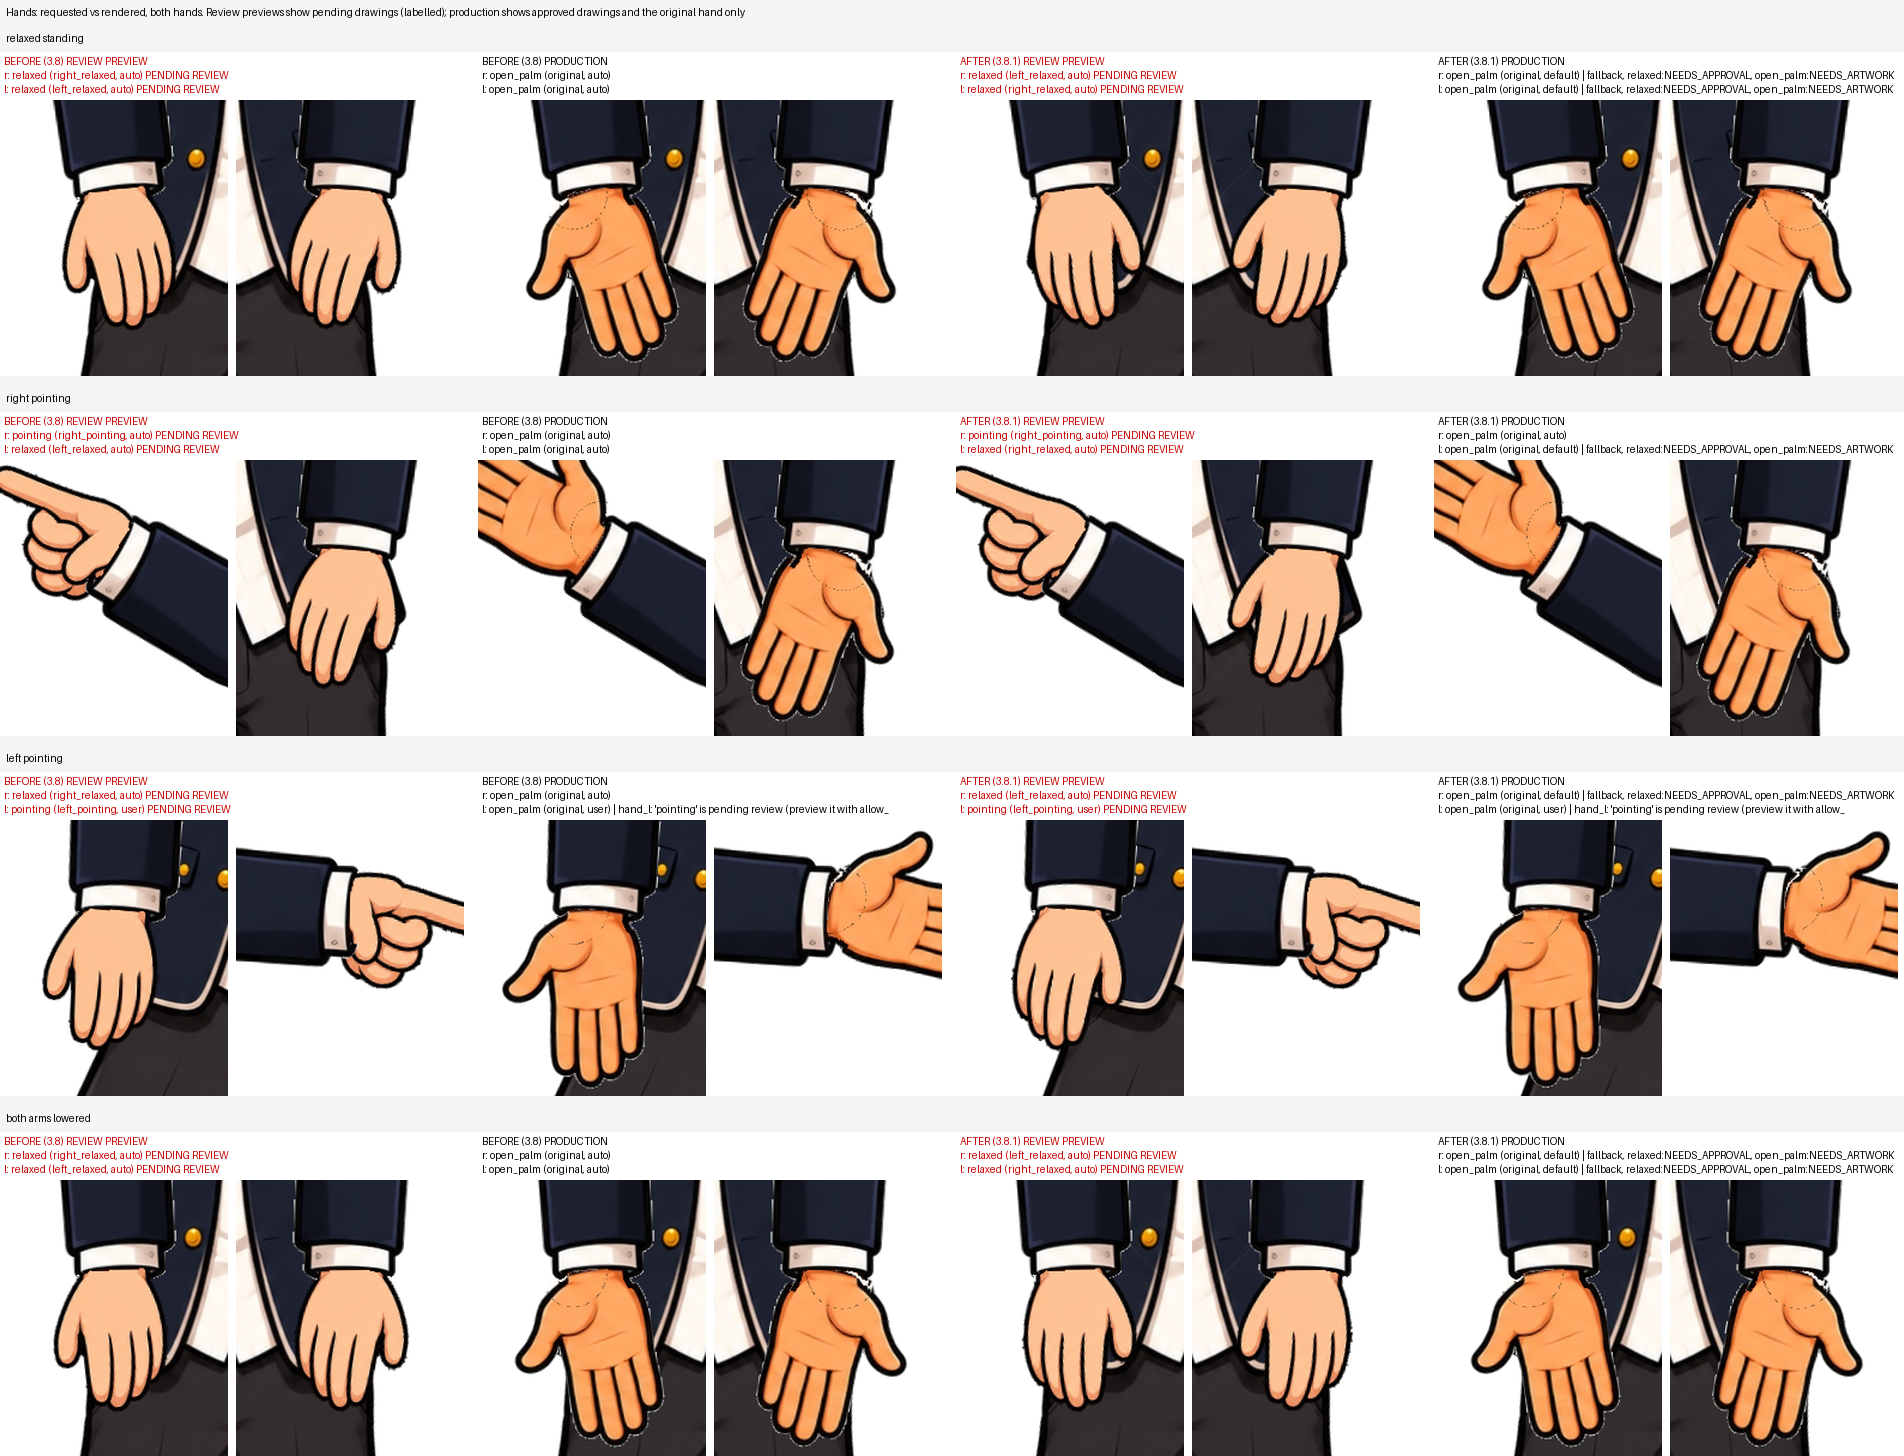 Hands: requested vs rendered, both hands. Review previews show pending drawings (labelled); production shows approved drawings and the original hand only
relaxed standing
BEFORE (3.8) REVIEW PREVIEW
r: relaxed (right_relaxed, auto) PENDING REVIEW
l: relaxed (left_relaxed, auto) PENDING REVIEW
BEFORE (3.8) PRODUCTION
r: open_palm (original, auto)
l: open_palm (original, auto)
AFTER (3.8.1) REVIEW PREVIEW
r: relaxed (left_relaxed, auto) PENDING REVIEW
l: relaxed (right_relaxed, auto) PENDING REVIEW
AFTER (3.8.1) PRODUCTION
r: open_palm (original, default) | fallback, relaxed:NEEDS_APPROVAL, open_palm:NEEDS_ARTWORK
l: open_palm (original, default) | fallback, relaxed:NEEDS_APPROVAL, open_palm:NEEDS_ARTWORK
right pointing
BEFORE (3.8) REVIEW PREVIEW
r: pointing (right_pointing, auto) PENDING REVIEW
l: relaxed (left_relaxed, auto) PENDING REVIEW
BEFORE (3.8) PRODUCTION
r: open_palm (original, auto)
l: open_palm (original, auto)
AFTER (3.8.1) REVIEW PREVIEW
r: pointing (right_pointing, auto) PENDING REVIEW
l: relaxed (right_relaxed, auto) PENDING REVIEW
AFTER (3.8.1) PRODUCTION
r: open_palm (original, auto)
l: open_palm (original, default) | fallback, relaxed:NEEDS_APPROVAL, open_palm:NEEDS_ARTWORK
left pointing
BEFORE (3.8) REVIEW PREVIEW
r: relaxed (right_relaxed, auto) PENDING REVIEW
l: pointing (left_pointing, user) PENDING REVIEW
BEFORE (3.8) PRODUCTION
r: open_palm (original, auto)
l: open_palm (original, user) | hand_l: 'pointing' is pending review (preview it with allow_
AFTER (3.8.1) REVIEW PREVIEW
r: relaxed (left_relaxed, auto) PENDING REVIEW
l: pointing (left_pointing, user) PENDING REVIEW
AFTER (3.8.1) PRODUCTION
r: open_palm (original, default) | fallback, relaxed:NEEDS_APPROVAL, open_palm:NEEDS_ARTWORK
l: open_palm (original, user) | hand_l: 'pointing' is pending review (preview it with allow_
both arms lowered
BEFORE (3.8) REVIEW PREVIEW
r: relaxed (right_relaxed, auto) PENDING REVIEW
l: relaxed (left_relaxed, auto) PENDING REVIEW
BEFORE (3.8) PRODUCTION
r: open_palm (original, auto)
l: open_palm (original, auto)
AFTER (3.8.1) REVIEW PREVIEW
r: relaxed (left_relaxed, auto) PENDING REVIEW
l: relaxed (right_relaxed, auto) PENDING REVIEW
AFTER (3.8.1) PRODUCTION
r: open_palm (original, default) | fallback, relaxed:NEEDS_APPROVAL, open_palm:NEEDS_ARTWORK
l: open_palm (original, default) | fallback, relaxed:NEEDS_APPROVAL, open_palm:NEEDS_ARTWORK